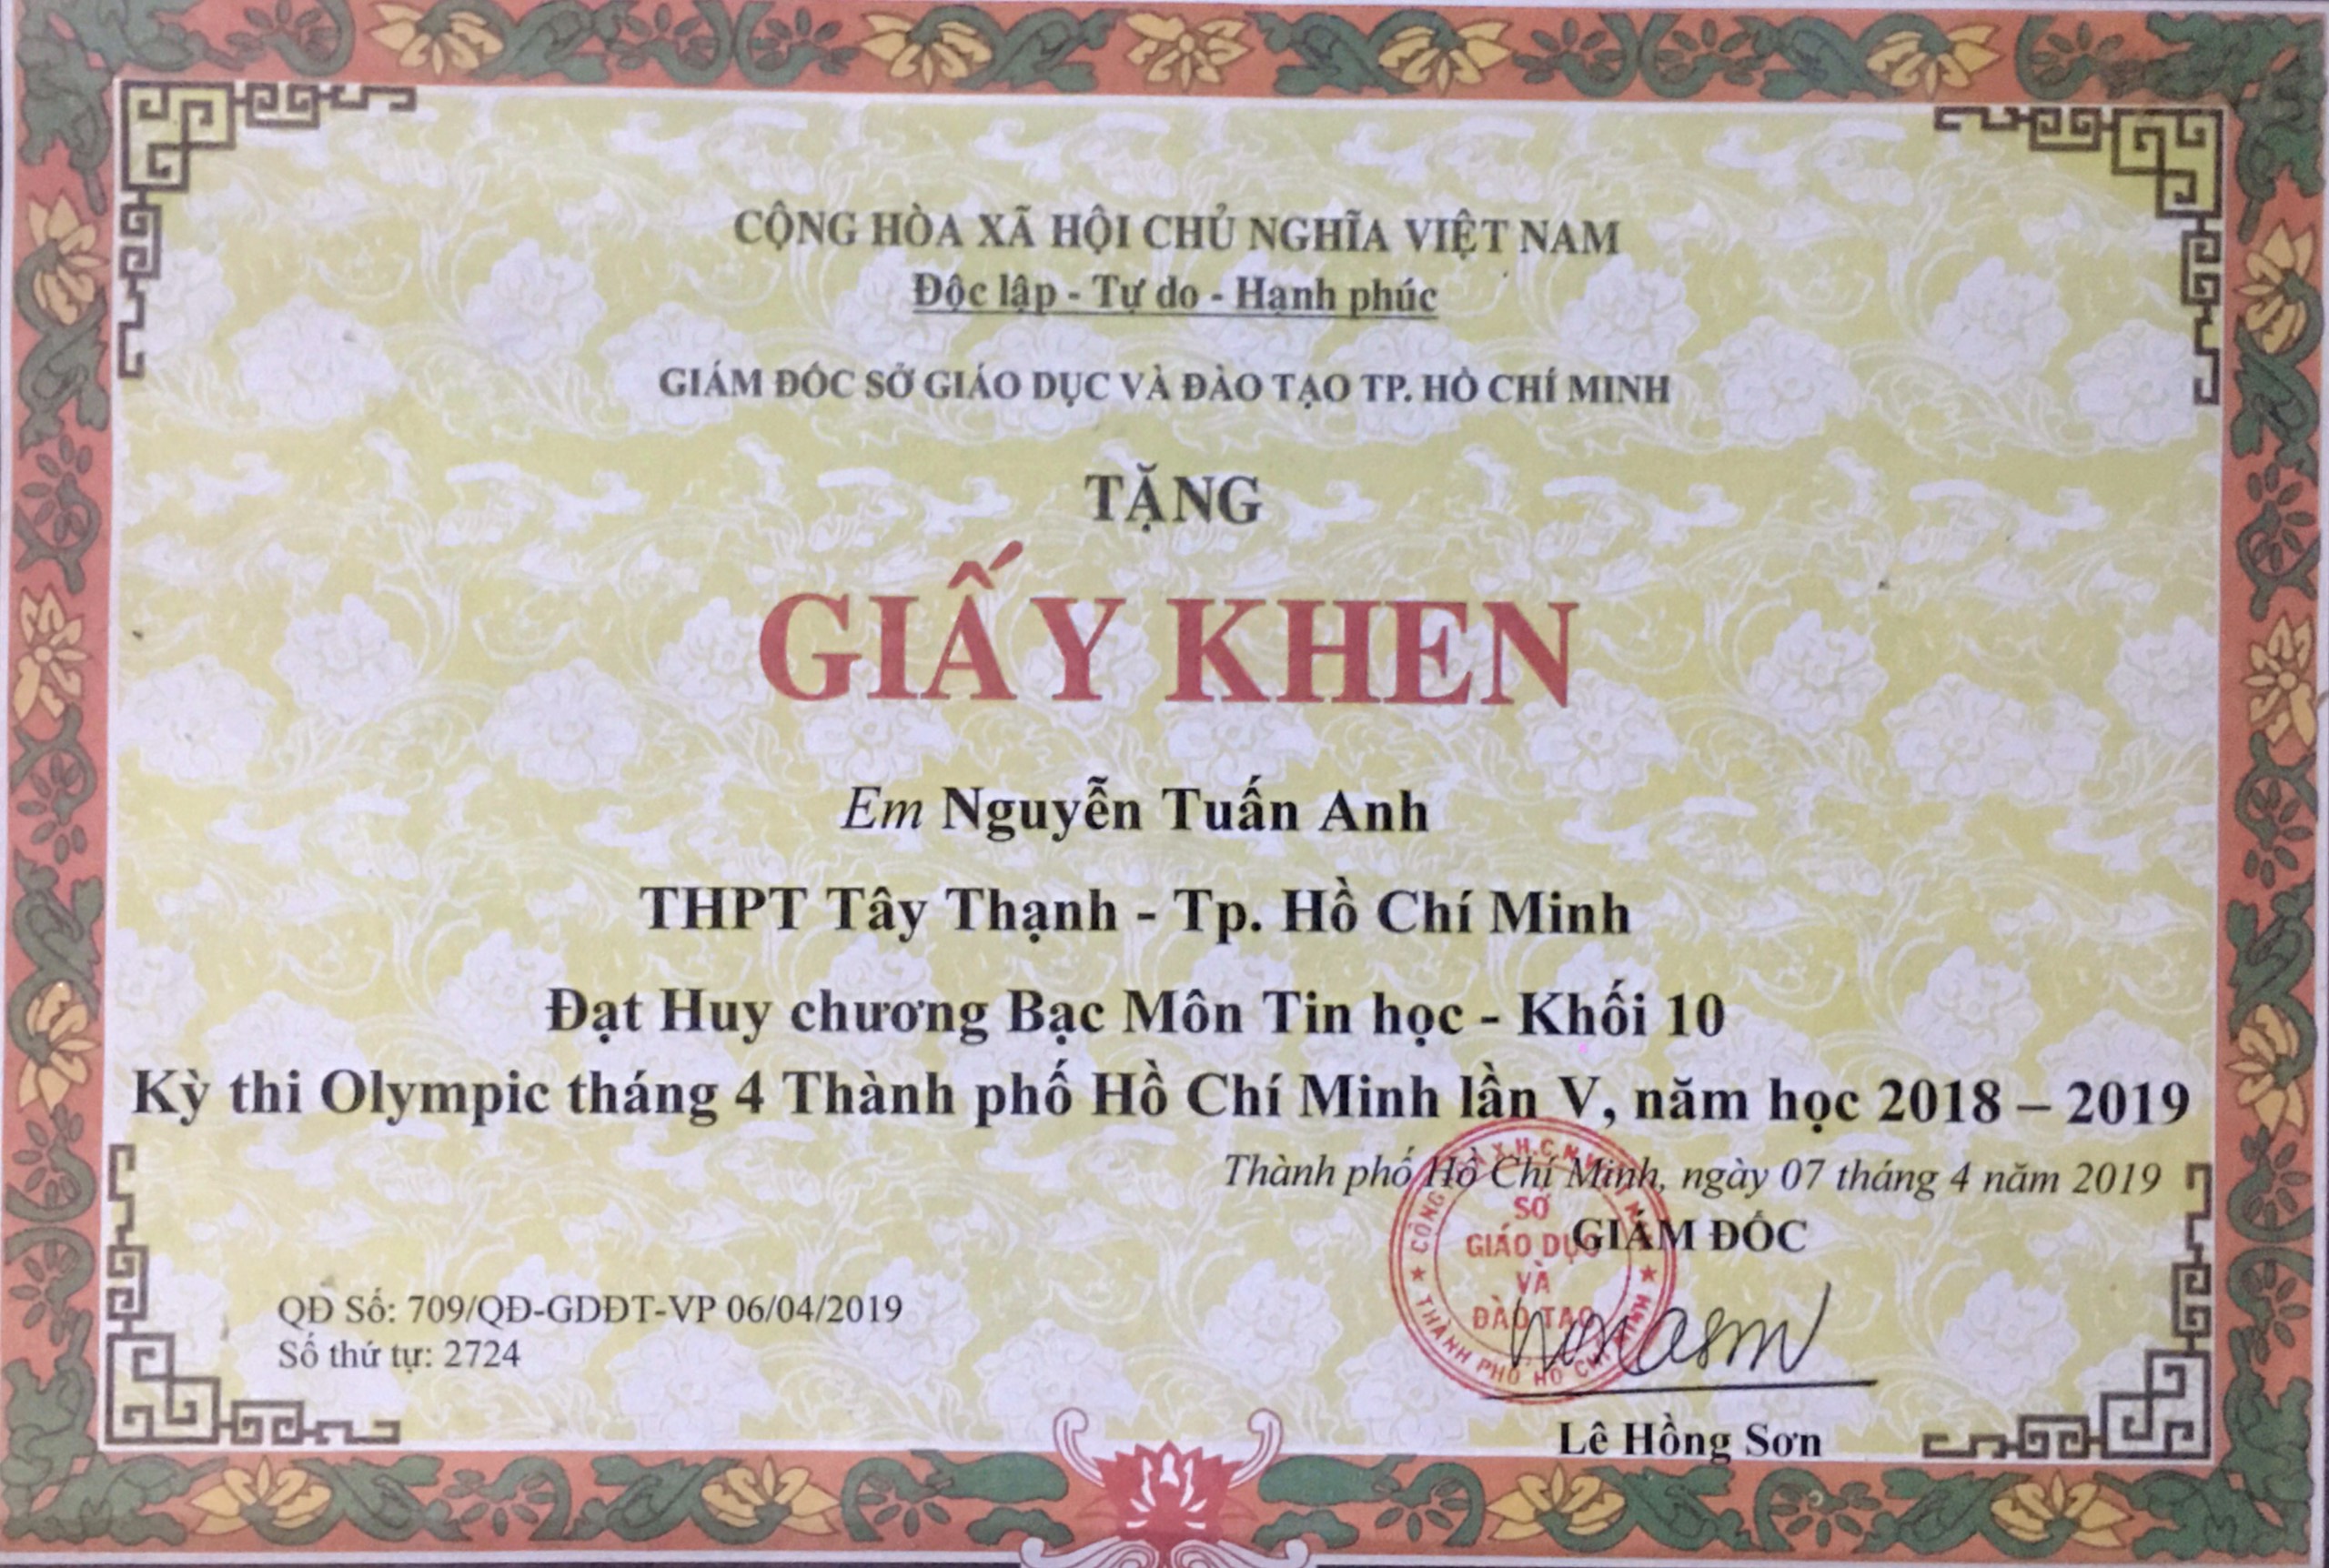 CỘNG HÒA XÃ HỘI CHỦ NGHĨA VIỆT NAM
Độc lập - Tự do - Hạnh phúc
GIÁM ĐỐC SỞ GIÁO DỤC VÀ ĐÀO TẠO TP. HỒ CHÍ MINH
TẶNG
GIẤY KHEN
Em Nguyễn Tuấn Anh
THPT Tây Thạnh - Tp. Hồ Chí Minh
Đạt Huy chương Bạc Môn Tin học - Khối 10
Kỳ thi Olympic tháng 4 Thành phố Hồ Chí Minh lần V, năm học 2018 – 2019
Thành phố Hồ Chí Minh, ngày 07 tháng 4 năm 2019
GIÁM ĐỐC
SỞ
GIÁO DỤC
VÀ
ĐÀO TẠO
THÀNH PHỐ HỒ CHÍ MINH
QĐ Số: 709/QĐ-GDĐT-VP 06/04/2019
Số thứ tự: 2724
Lê Hồng Sơn